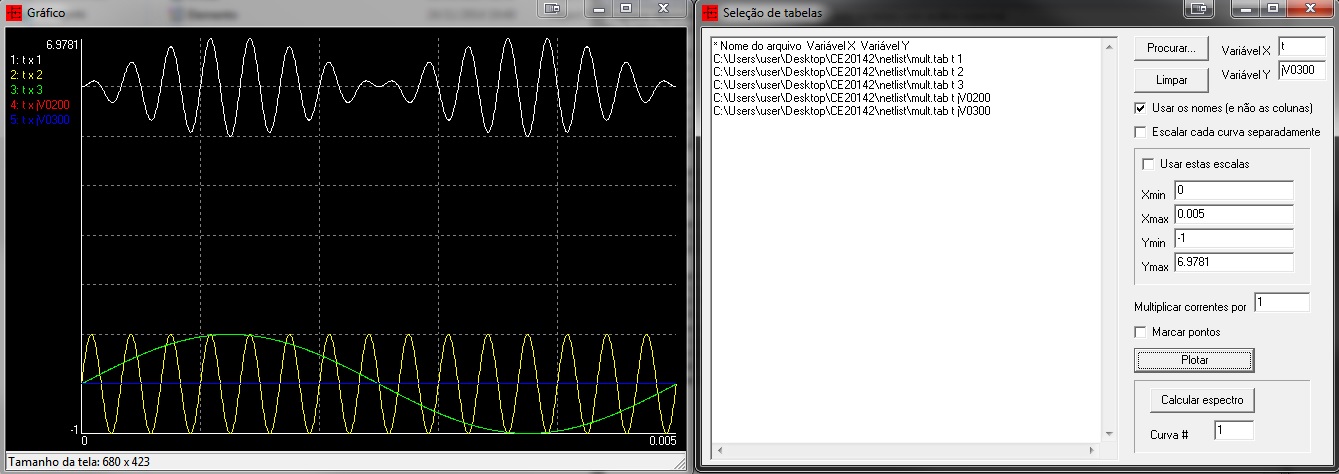 Gráfico
6.9781
1: t x 1
2: t x 2
3: t x 3
4: t x jV0200
5: t x jV0300
-1
0
0.005
Tamanho da tela: 680 x 423
Seleção de tabelas
* Nome do arquivo Variável X Variável Y
C:\Users\user\Desktop\CE20142\netlist\mult.tab t 1
C:\Users\user\Desktop\CE20142\netlist\mult.tab t 2
C:\Users\user\Desktop\CE20142\netlist\mult.tab t 3
C:\Users\user\Desktop\CE20142\netlist\mult.tab t jV0200
C:\Users\user\Desktop\CE20142\netlist\mult.tab t jV0300
Procurar...
Variável X t
Limpar
Variável Y jV0300
Usar os nomes (e não as colunas)
Escalar cada curva separadamente
Usar estas escalas
Xmin 0
Xmax 0.005
Ymin -1
Ymax 6.9781
Multiplicar correntes por 1
Marcar pontos
Plotar
Calcular espectro
Curva # 1